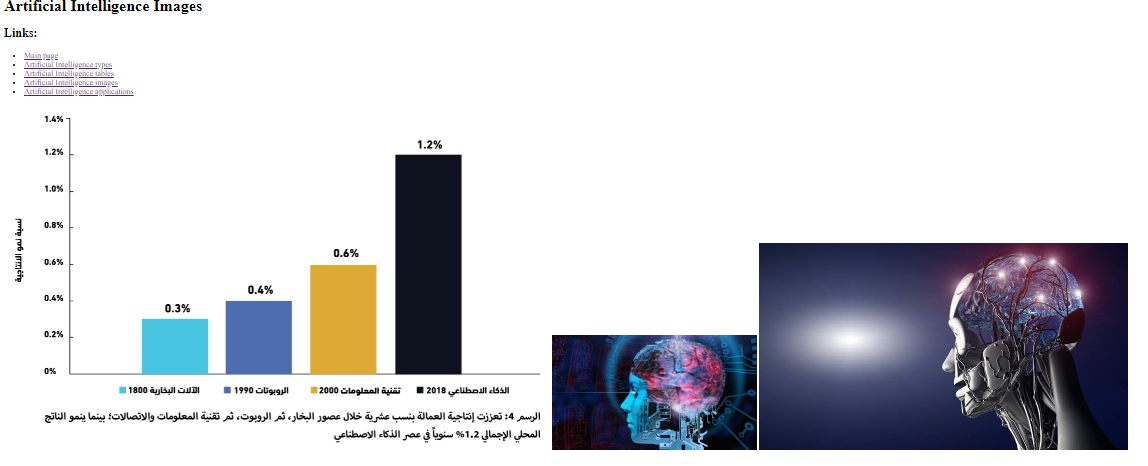 Artificial Intelligence Images
Links:
Main page
Artificial Intelligence types
Artificial Intelligence tables
Artificial Intelligence images
Artificial Intelligence applications
1.4%
1.2%
1.0%
0.8%
0.6%
0.4%
0.2%
0%
نسبة نمو الانتاجية
0.3%
0.4%
0.6%
1.2%
الآلات البخارية 1800
الروبوتات 1990
تقنية المعلومات 2000
الذكاء الاصطناعي 2018
الرسم 4: تعززت إنتاجية العمالة بنسب عشرية خلال عصور البخار، ثم الروبوت، ثم تقنية المعلومات والاتصالات؛ بينما ينمو الناتج
المحلي الإجمالي 1.2% سنوياً في عصر الذكاء الاصطناعي